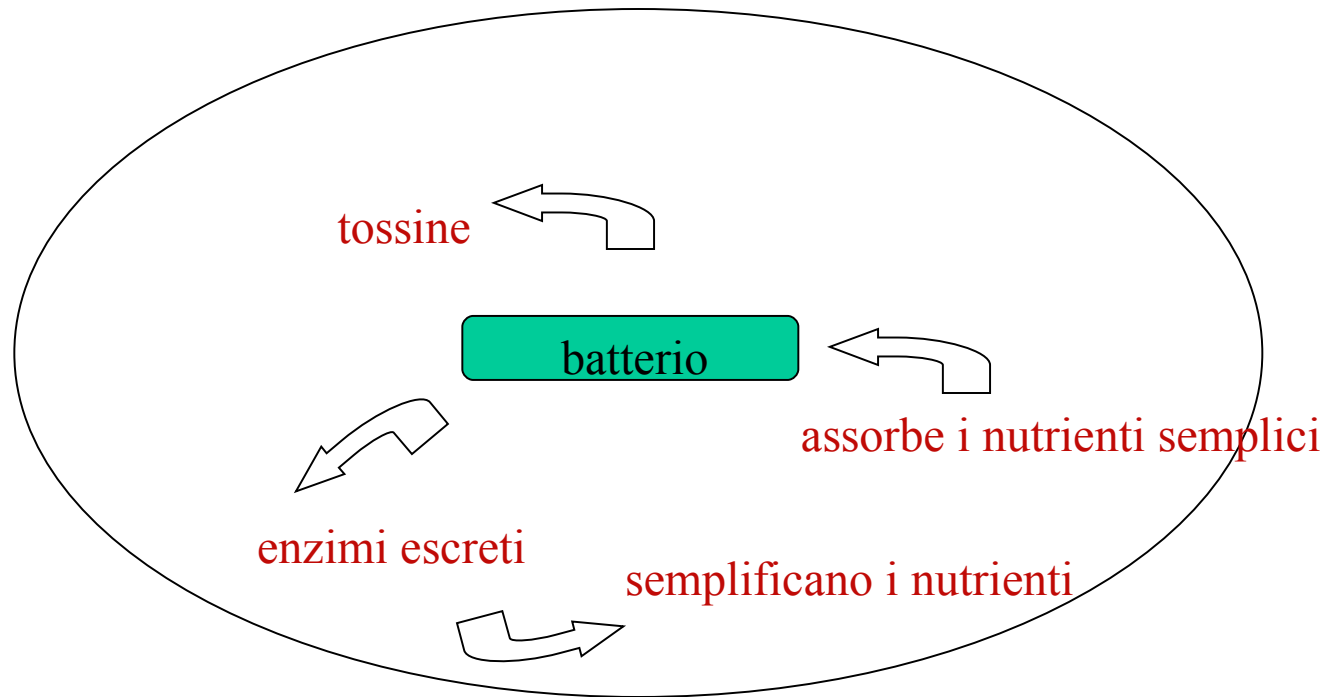 tossine
batterio
assorbe i nutrienti semplici
enzimi escreti
semplificano i nutrienti